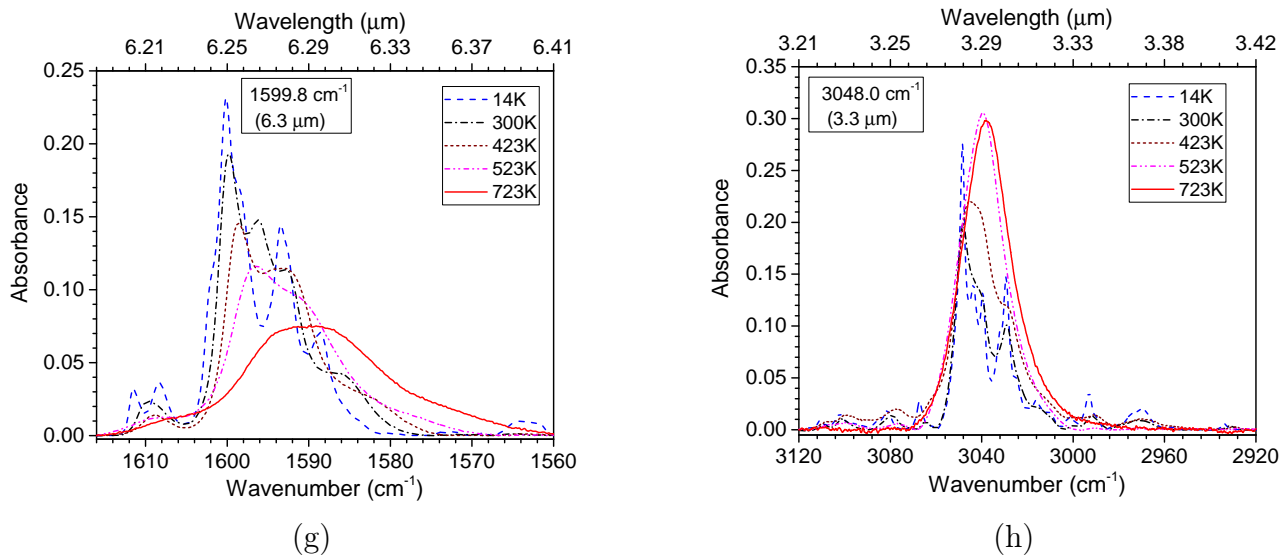 Wavelength (μm)
6.21 6.25 6.29 6.33 6.37 6.41
0.25
0.20
0.15
0.10
0.05
0.00
Absorbance
1599.8 cm⁻¹
(6.3 μm)
14K
300K
423K
523K
723K
1610 1600 1590 1580 1570 1560
Wavenumber (cm⁻¹)
(g)
Wavelength (μm)
3.21 3.25 3.29 3.33 3.38 3.42
0.35
0.30
0.25
0.20
0.15
0.10
0.05
0.00
Absorbance
3048.0 cm⁻¹
(3.3 μm)
14K
300K
423K
523K
723K
3120 3080 3040 3000 2960 2920
Wavenumber (cm⁻¹)
(h)